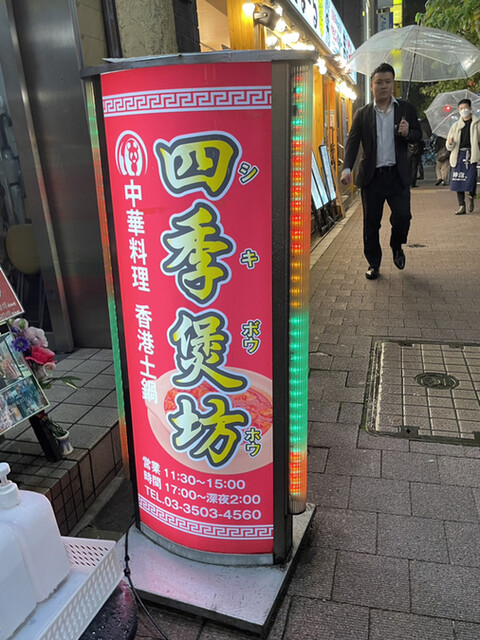 四季煲坊
シキボウホウ
中華料理 香港土鍋
営業 11:30～15:00
時間 17:00～深夜2:00
TEL.03-3503-4560